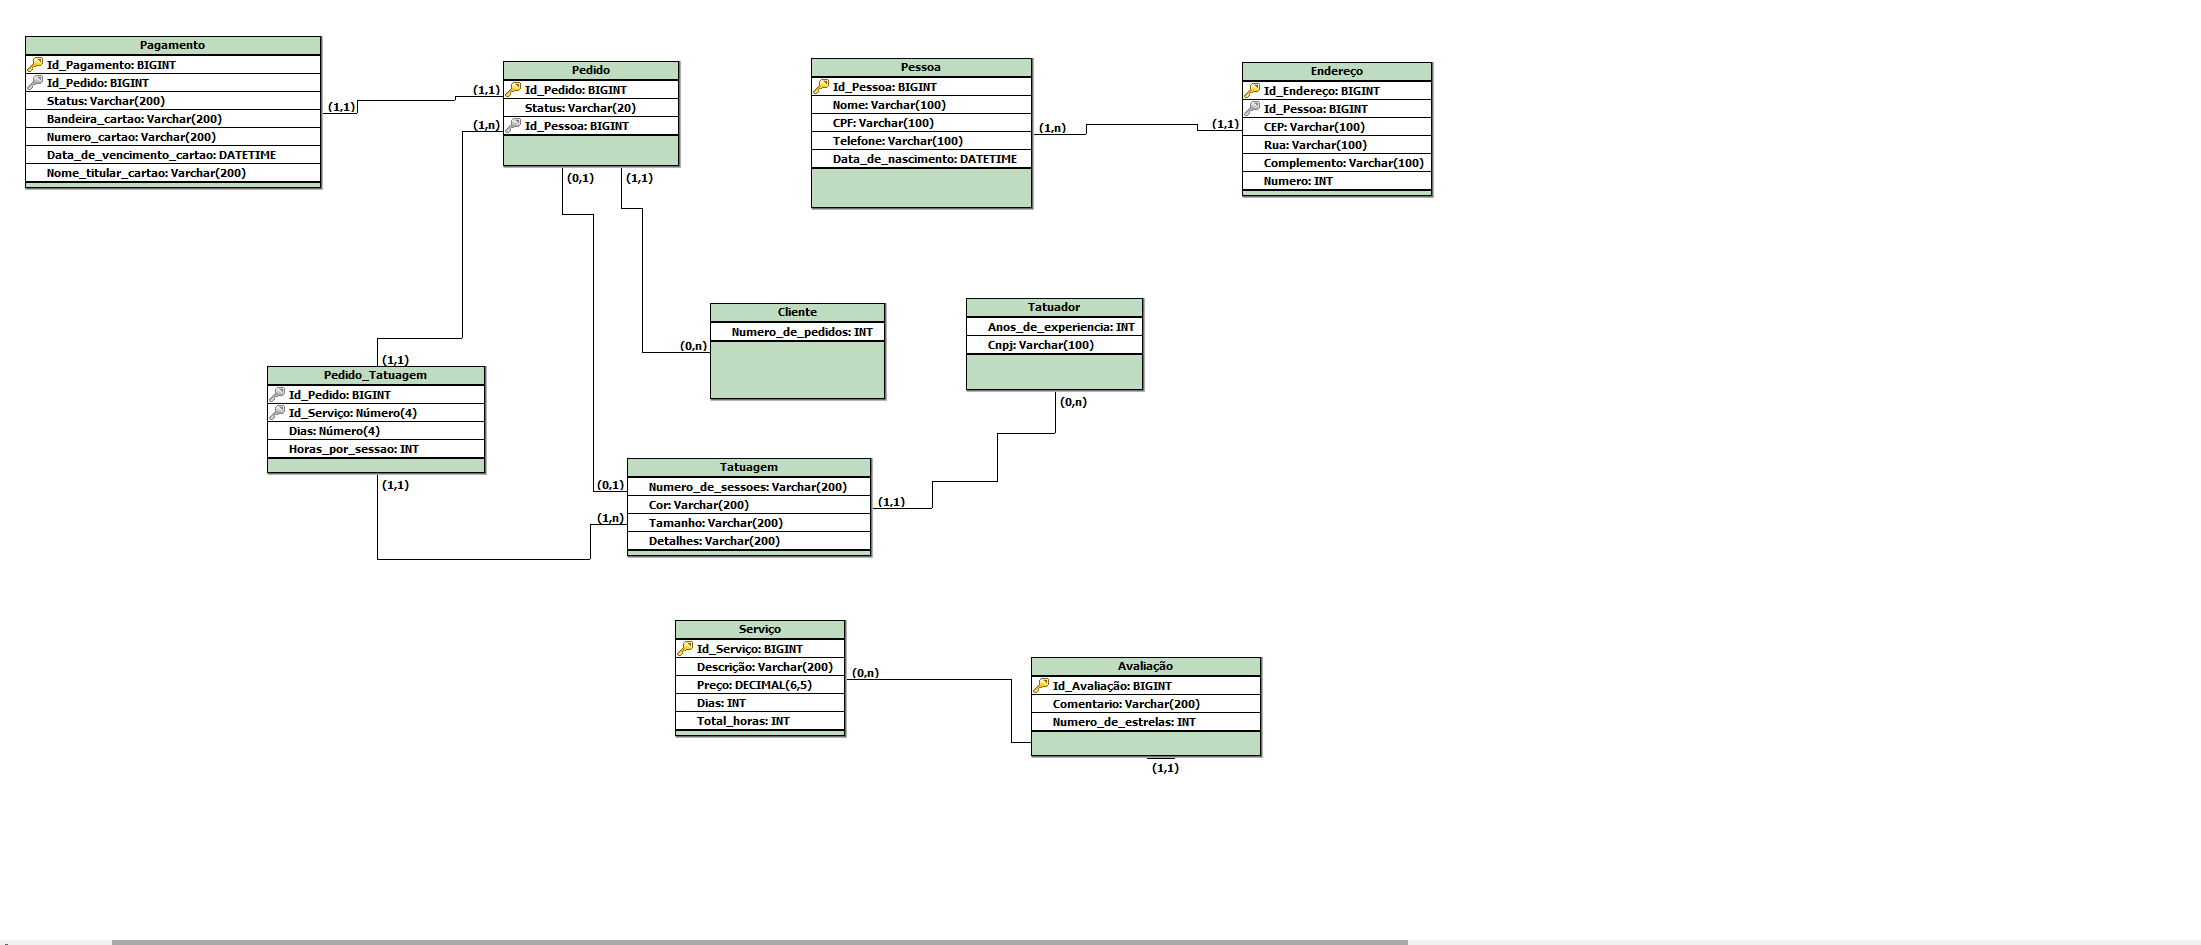 Pagamento
Id_Pagamento: BIGINT
Id_Pedido: BIGINT
Status: Varchar(200)
Bandeira_cartao: Varchar(200)
Numero_cartao: Varchar(200)
Data_de_vencimento_cartao: DATETIME
Nome_titular_cartao: Varchar(200)
(1,1)
(1,1)
(1,n)
Pedido
Id_Pedido: BIGINT
Status: Varchar(20)
Id_Pessoa: BIGINT
(0,1)
(1,1)
Pessoa
Id_Pessoa: BIGINT
Nome: Varchar(100)
CPF: Varchar(100)
Telefone: Varchar(100)
Data_de_nascimento: DATETIME
(1,n)
(1,1)
Endereço
Id_Endereço: BIGINT
Id_Pessoa: BIGINT
CEP: Varchar(100)
Rua: Varchar(100)
Complemento: Varchar(100)
Numero: INT
Cliente
Numero_de_pedidos: INT
(0,n)
Tatuador
Anos_de_experiencia: INT
Cnpj: Varchar(100)
(0,n)
(1,1)
Pedido_Tatuagem
Id_Pedido: BIGINT
Id_Serviço: Número(4)
Dias: Número(4)
Horas_por_sessao: INT
(1,1)
(0,1)
(1,n)
Tatuagem
Numero_de_sessoes: Varchar(200)
Cor: Varchar(200)
Tamanho: Varchar(200)
Detalhes: Varchar(200)
(1,1)
Serviço
Id_Serviço: BIGINT
Descrição: Varchar(200)
Preço: DECIMAL(6,5)
Dias: INT
Total_horas: INT
(0,n)
Avaliação
Id_Avaliação: BIGINT
Comentario: Varchar(200)
Numero_de_estrelas: INT
(1,1)